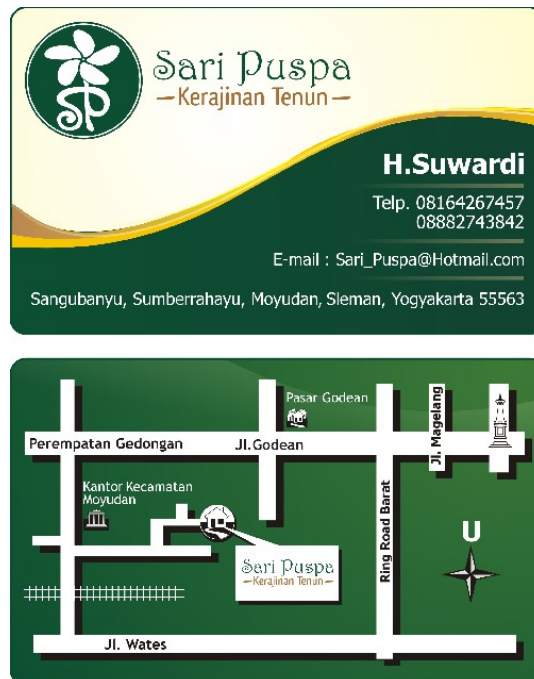 SP
Sari Puspa
Kerajinan Tenun
H.Suwardi
Telp. 08164267457
08882743842
E-mail : Sari_Puspa@Hotmail.com
Sangubanyu, Sumberrahayu, Moyudan, Sleman, Yogyakarta 55563
Pasar Godean
Perempatan Gedongan
Jl.Godean
Jl. Magelang
Kantor Kecamatan
Moyudan
Ring Road Barat
U
Sari Puspa
Kerajinan Tenun
Jl. Wates